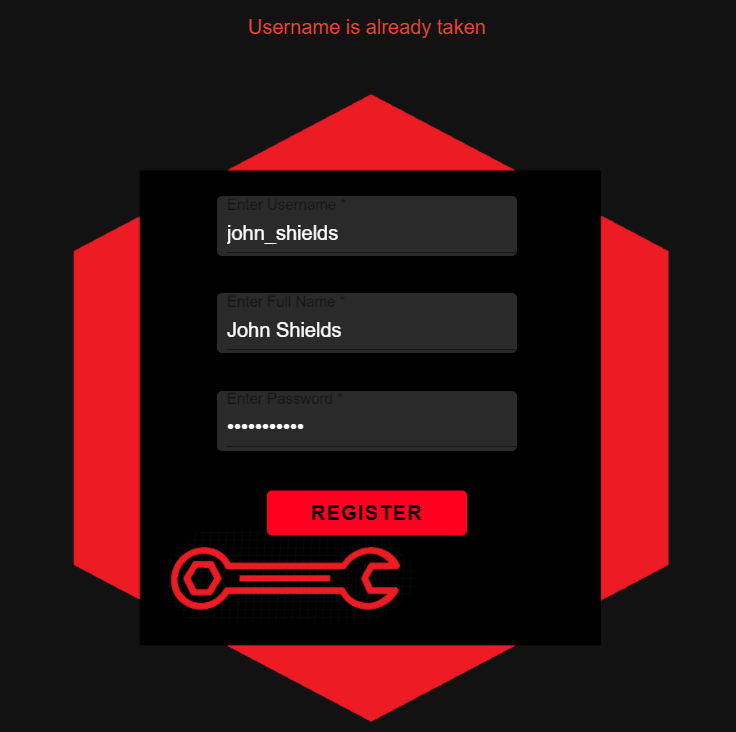 Username is already taken
Enter Username *
john_shields
Enter Full Name *
John Shields
Enter Password *
•••••••••••
REGISTER